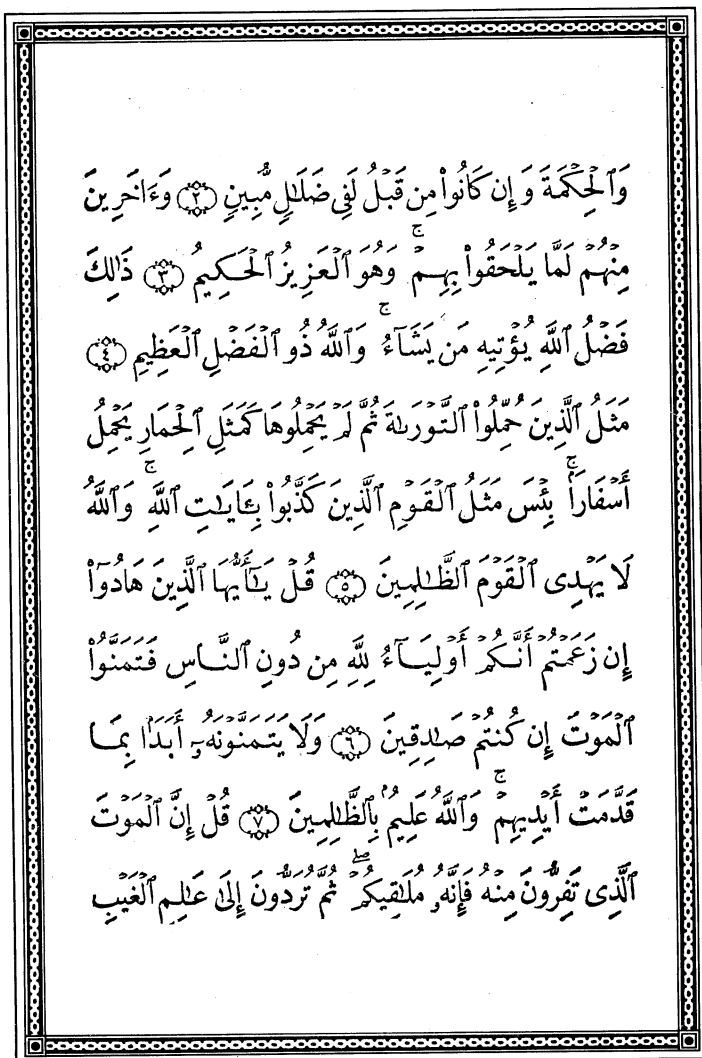 وَٱلْحِكْمَةَ وَإِن كَانُوا۟ مِن قَبْلُ لَفِى ضَلَـٰلٍ مُّبِينٍ ۝٢ وَءَاخَرِينَ
مِنْهُمْ لَمَّا يَلْحَقُوا۟ بِهِمْ ۚ وَهُوَ ٱلْعَزِيزُ ٱلْحَكِيمُ ۝٣ ذَٰلِكَ
فَضْلُ ٱللَّهِ يُؤْتِيهِ مَن يَشَآءُ ۚ وَٱللَّهُ ذُو ٱلْفَضْلِ ٱلْعَظِيمِ ۝٤
مَثَلُ ٱلَّذِينَ حُمِّلُوا۟ ٱلتَّوْرَىٰةَ ثُمَّ لَمْ يَحْمِلُوهَا كَمَثَلِ ٱلْحِمَارِ يَحْمِلُ
أَسْفَارًۢا ۚ بِئْسَ مَثَلُ ٱلْقَوْمِ ٱلَّذِينَ كَذَّبُوا۟ بِـَٔايَـٰتِ ٱللَّهِ ۚ وَٱللَّهُ
لَا يَهْدِى ٱلْقَوْمَ ٱلظَّـٰلِمِينَ ۝٥ قُلْ يَـٰٓأَيُّهَا ٱلَّذِينَ هَادُوٓا۟
إِن زَعَمْتُمْ أَنَّكُمْ أَوْلِيَآءُ لِلَّهِ مِن دُونِ ٱلنَّاسِ فَتَمَنَّوُا۟
ٱلْمَوْتَ إِن كُنتُمْ صَـٰدِقِينَ ۝٦ وَلَا يَتَمَنَّوْنَهُۥٓ أَبَدًۢا بِمَا
قَدَّمَتْ أَيْدِيهِمْ ۚ وَٱللَّهُ عَلِيمٌۢ بِٱلظَّـٰلِمِينَ ۝٧ قُلْ إِنَّ ٱلْمَوْتَ
ٱلَّذِى تَفِرُّونَ مِنْهُ فَإِنَّهُۥ مُلَـٰقِيكُمْ ۖ ثُمَّ تُرَدُّونَ إِلَىٰ عَـٰلِمِ ٱلْغَيْبِ